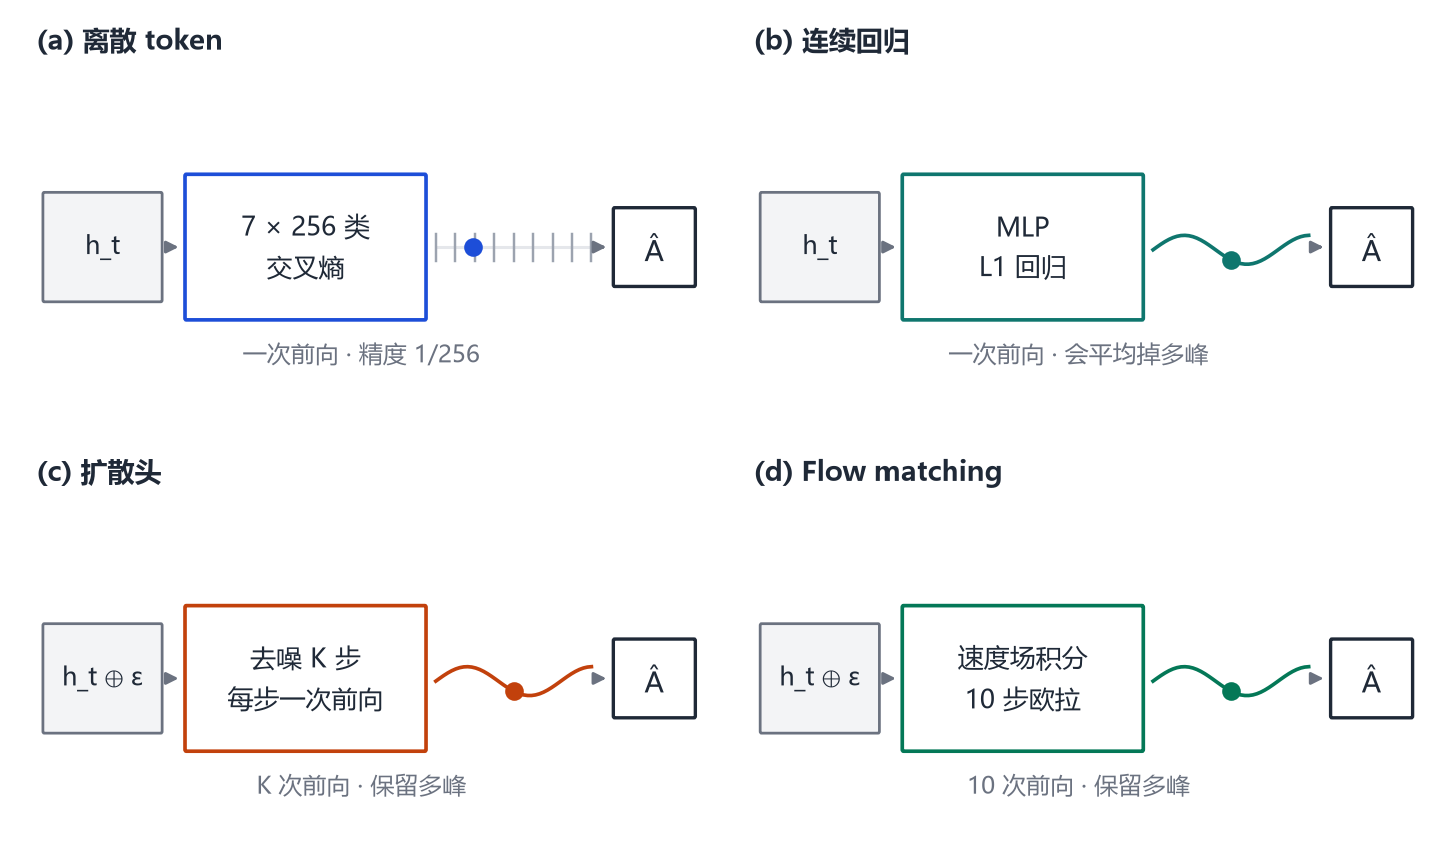 (a) 离散 token
h_t
7 × 256 类
交叉熵
Â
一次前向 · 精度 1/256
(b) 连续回归
h_t
MLP
L1 回归
Â
一次前向 · 会平均掉多峰
(c) 扩散头
h_t ⊕ ε
去噪 K 步
每步一次前向
Â
K 次前向 · 保留多峰
(d) Flow matching
h_t ⊕ ε
速度场积分
10 步欧拉
Â
10 次前向 · 保留多峰